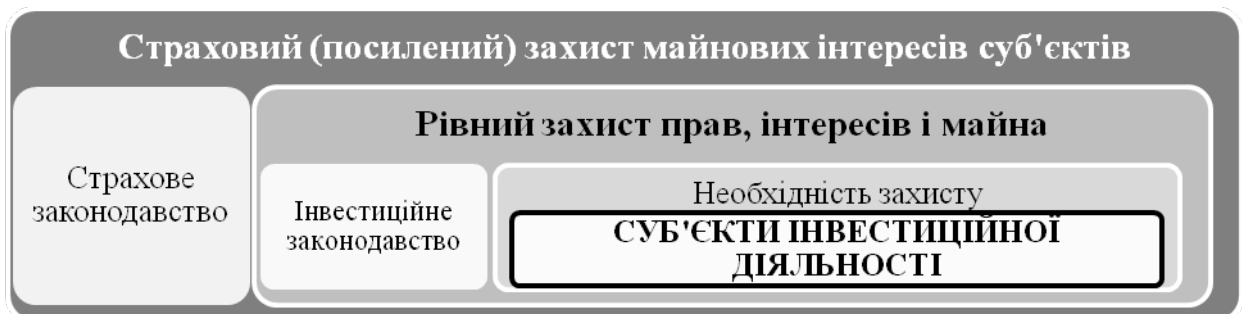 Страховий (посилений) захист майнових інтересів суб'єктів
Рівний захист прав, інтересів і майна
Страхове
законодавство
Інвестиційне
законодавство
Необхідність захисту
СУБ'ЄКТИ ІНВЕСТИЦІЙНОЇ
ДІЯЛЬНОСТІ